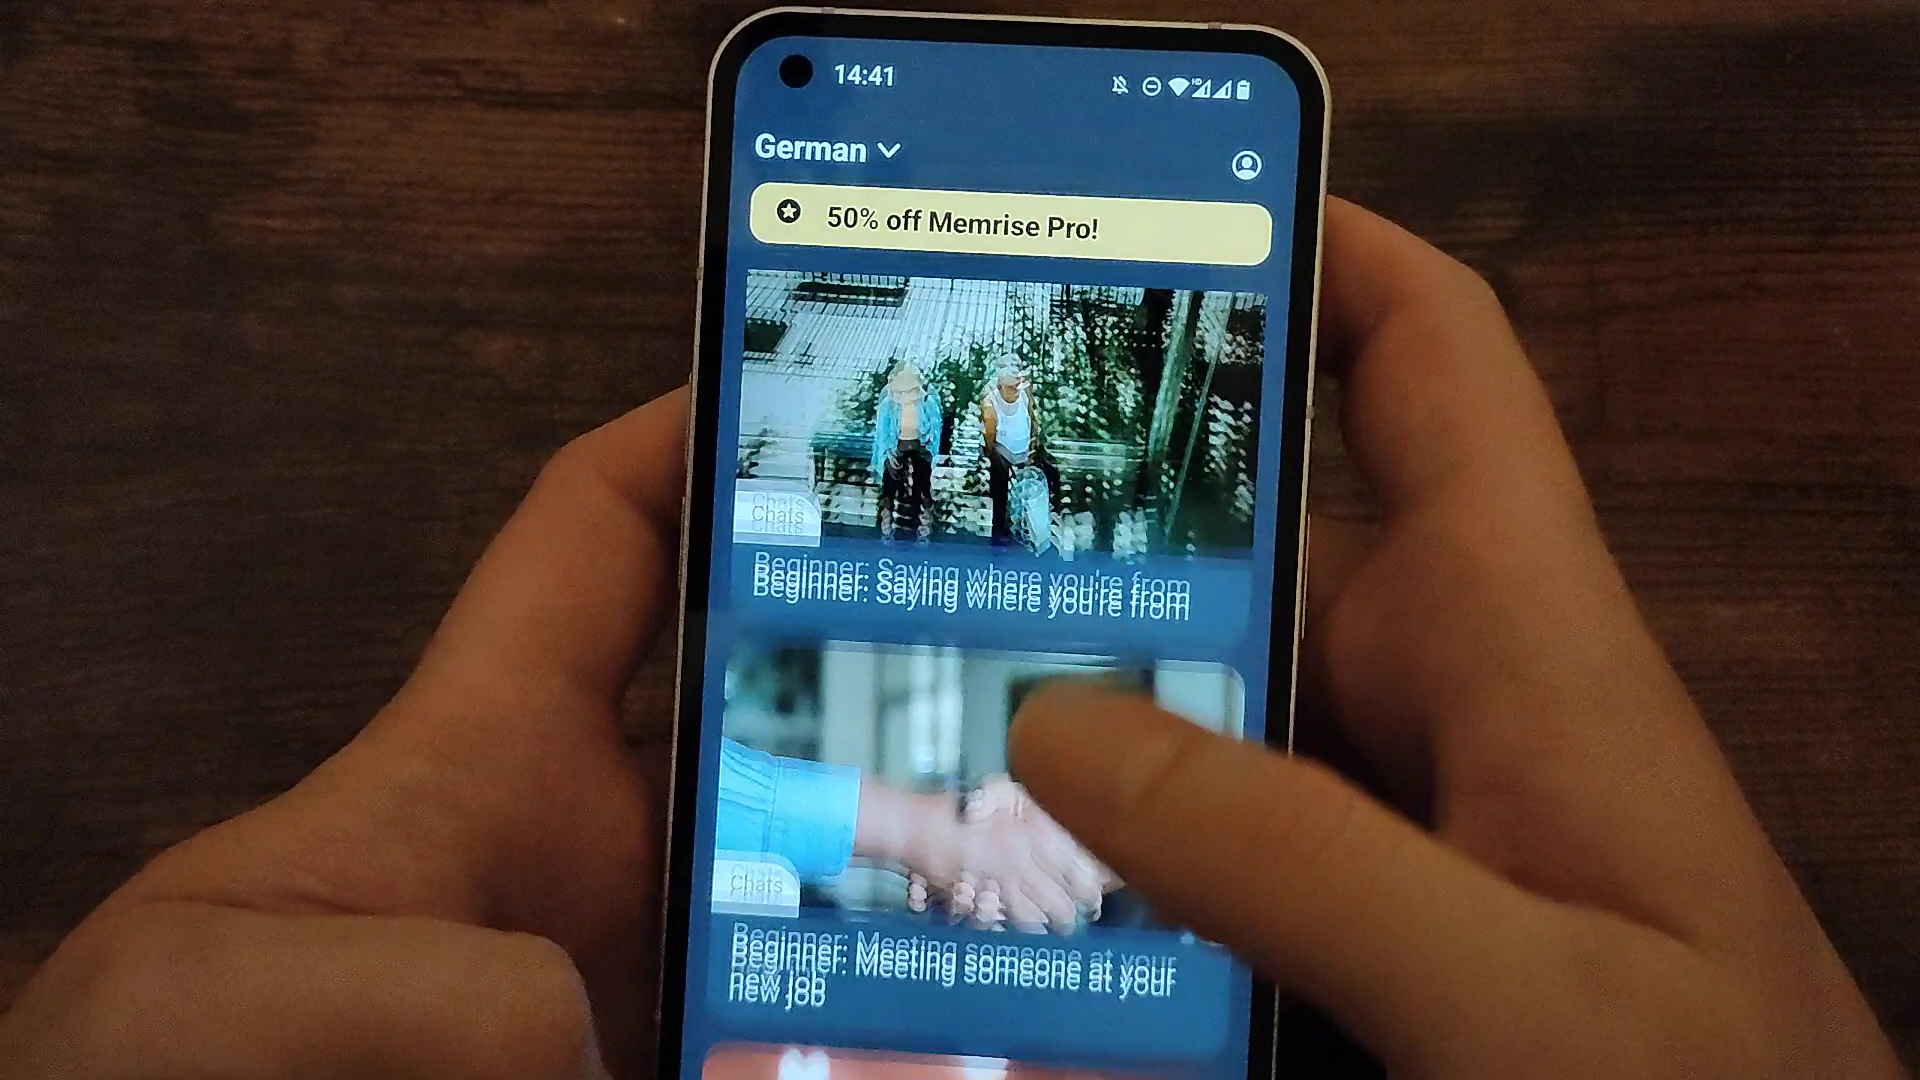 14:41
German
50% off Memrise Pro!
Chats
Beginner: Saying where you're from
Chats
Beginner: Meeting someone at your
new job